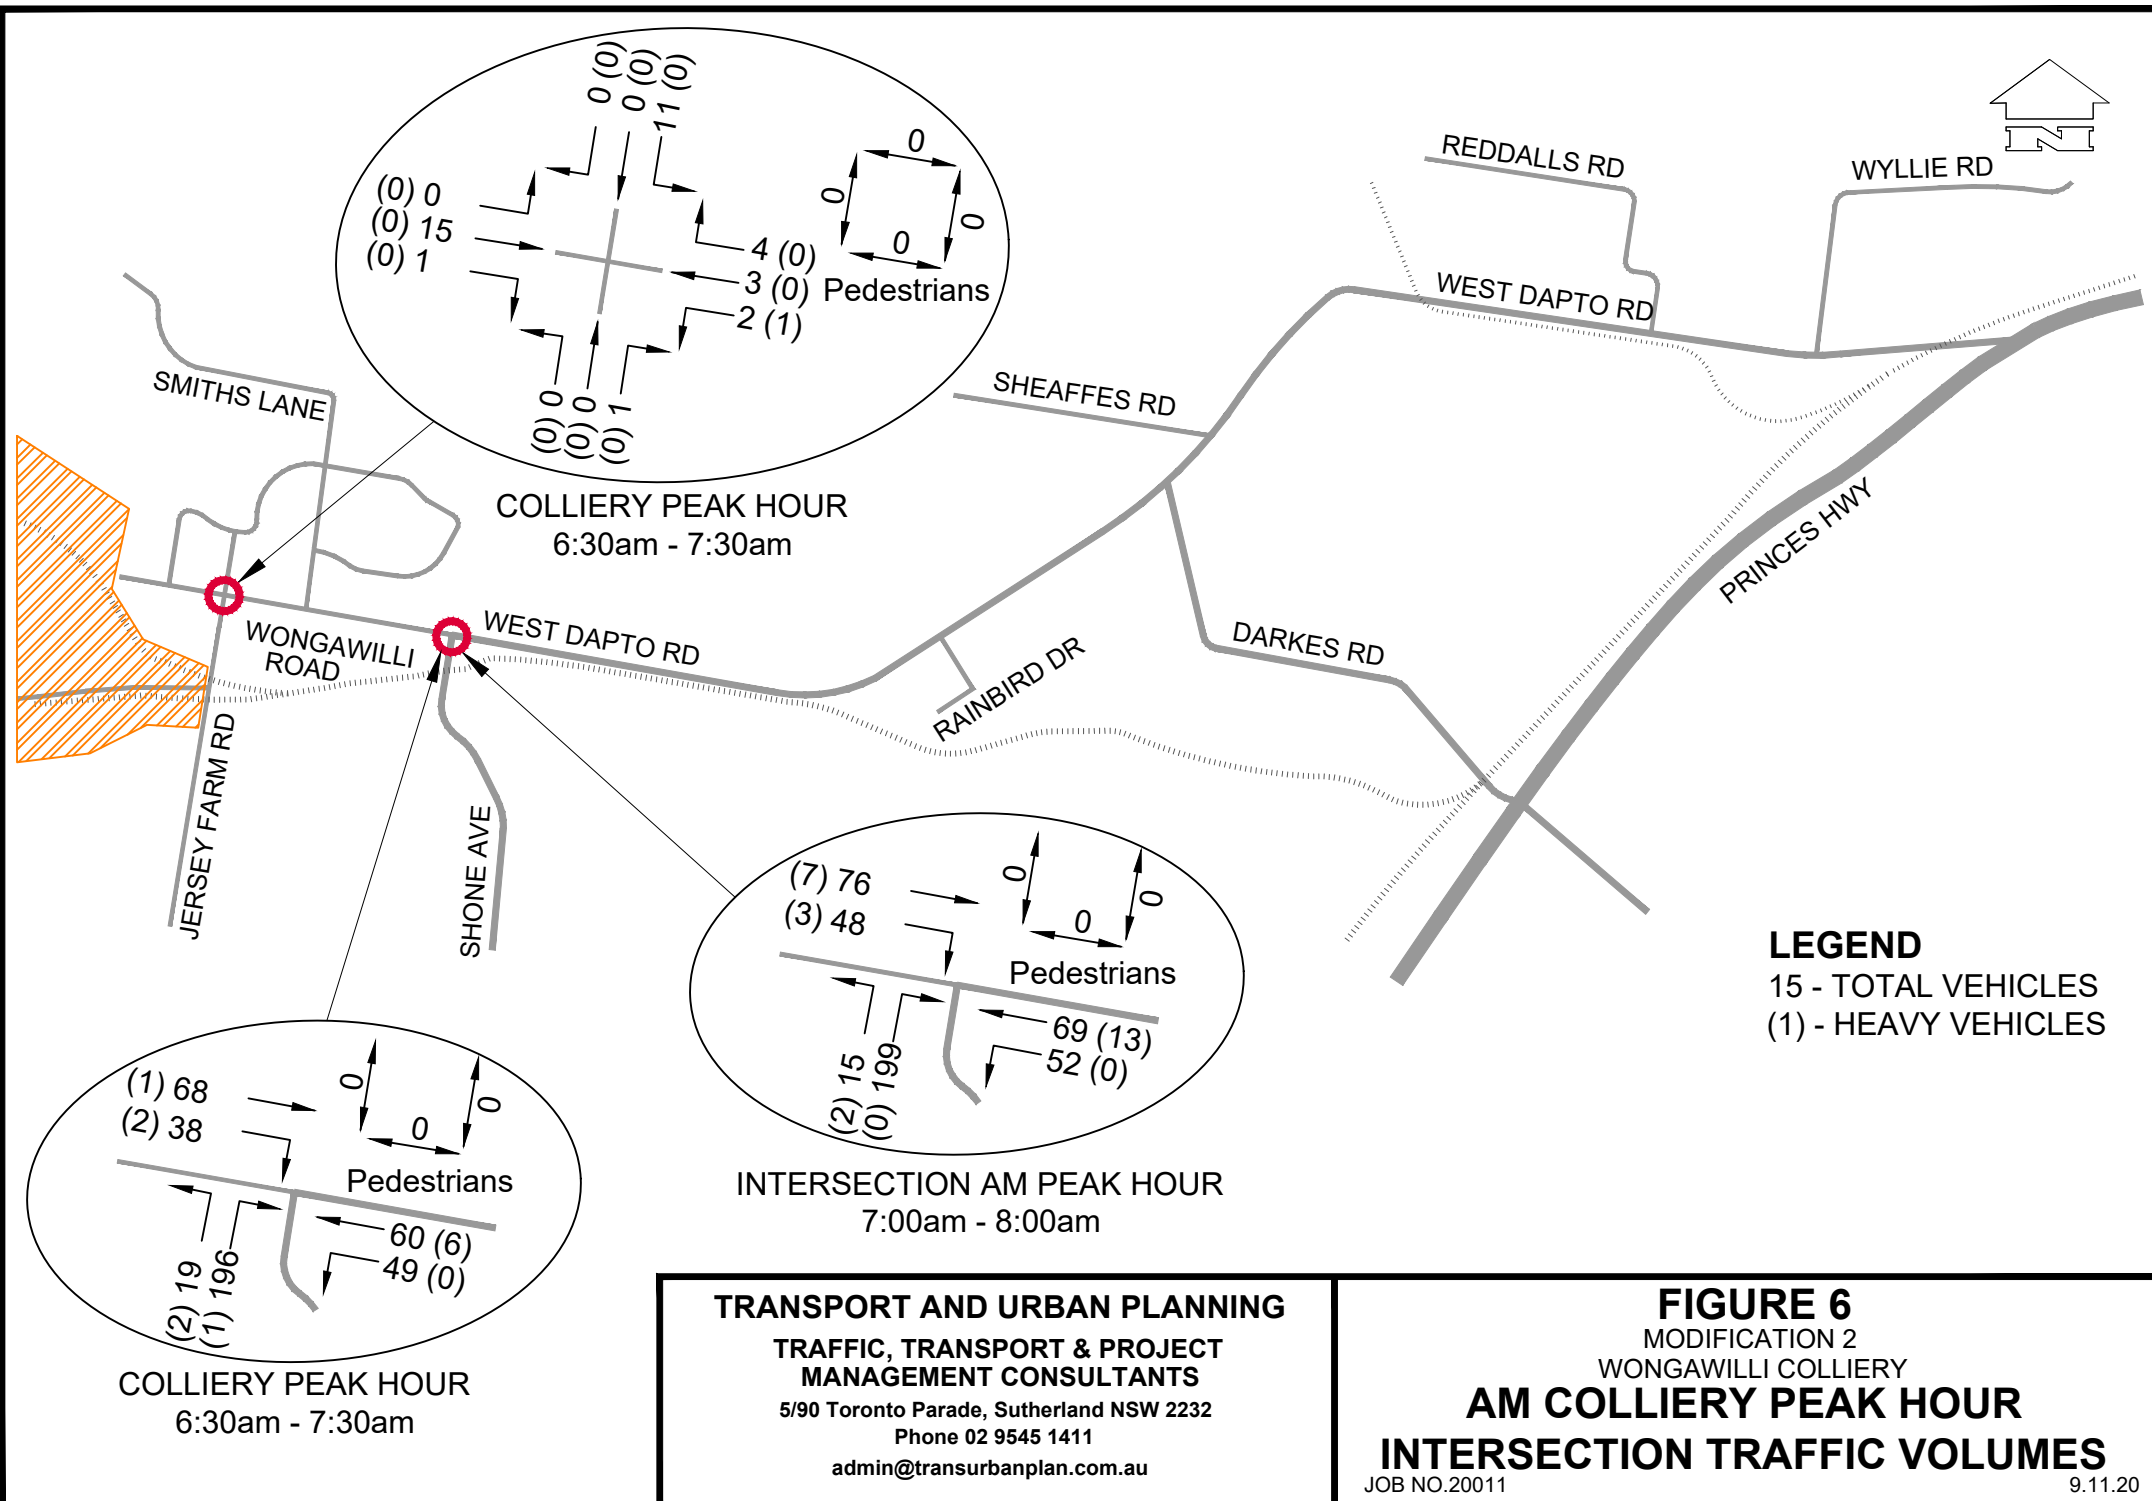 0 (0)
0 (0)
11 (0)
(0) 0
(0) 15
(0) 1
4 (0)
3 (0)
2 (1)
(0) 0
(0) 0
(0) 1
0
0
0
0
Pedestrians
COLLIERY PEAK HOUR
6:30am - 7:30am
N
REDDALLS RD
WYLLIE RD
WEST DAPTO RD
SHEAFFES RD
SMITHS LANE
PRINCES HWY
WONGAWILLI
ROAD
WEST DAPTO RD
RAINBIRD DR
DARKES RD
JERSEY FARM RD
SHONE AVE
(7) 76
(3) 48
0
0
0
Pedestrians
69 (13)
52 (0)
(2) 15
(0) 199
INTERSECTION AM PEAK HOUR
7:00am - 8:00am
(1) 68
(2) 38
0
0
0
Pedestrians
60 (6)
49 (0)
(2) 19
(1) 196
COLLIERY PEAK HOUR
6:30am - 7:30am
LEGEND
15 - TOTAL VEHICLES
(1) - HEAVY VEHICLES
TRANSPORT AND URBAN PLANNING
TRAFFIC, TRANSPORT & PROJECT
MANAGEMENT CONSULTANTS
5/90 Toronto Parade, Sutherland NSW 2232
Phone 02 9545 1411
admin@transurbanplan.com.au
FIGURE 6
MODIFICATION 2
WONGAWILLI COLLIERY
AM COLLIERY PEAK HOUR
INTERSECTION TRAFFIC VOLUMES
JOB NO.20011
9.11.20